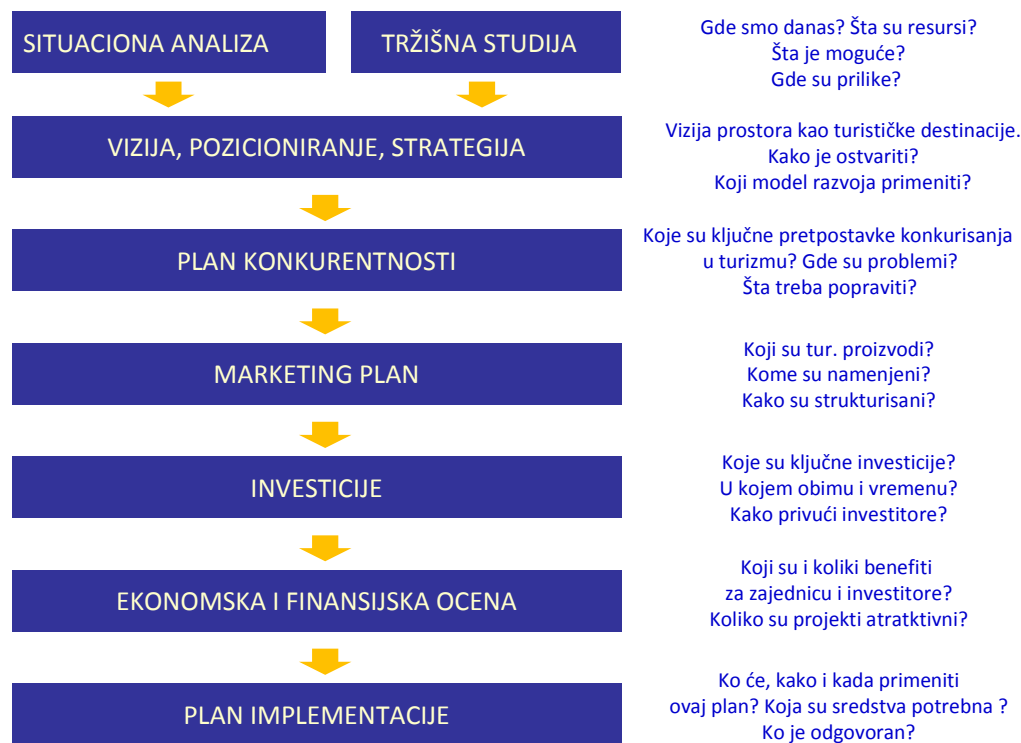 SITUACIONA ANALIZA
TRŽIŠNA STUDIJA
Gde smo danas? Šta su resursi?
Šta je moguće?
Gde su prilike?
VIZIJA, POZICIONIRANJE, STRATEGIJA
Vizija prostora kao turističke destinacije.
Kako je ostvariti?
Koji model razvoja primeniti?
PLAN KONKURENTNOSTI
Koje su ključne pretpostavke konkurisanja
u turizmu? Gde su problemi?
Šta treba popraviti?
MARKETING PLAN
Koji su tur. proizvodi?
Kome su namenjeni?
Kako su strukturisani?
INVESTICIJE
Koje su ključne investicije?
U kojem obimu i vremenu?
Kako privući investitore?
EKONOMSKA I FINANSIJSKA OCENA
Koji su i koliki benefiti
za zajednicu i investitore?
Koliko su projekti atratktivni?
PLAN IMPLEMENTACIJE
Ko će, kako i kada primeniti
ovaj plan? Koja su sredstva potrebna ?
Ko je odgovoran?